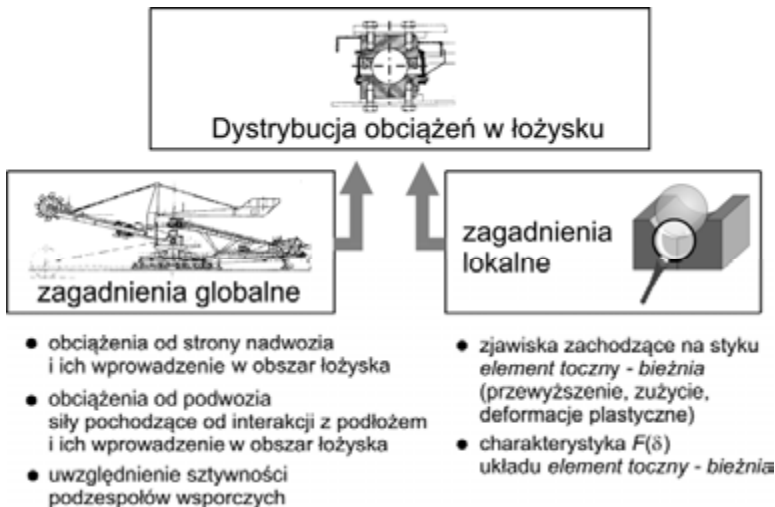 Dystrybucja obciążeń w łożysku
zagadnienia globalne
zagadnienia
lokalne
● obciążenia od strony nadwozia
i ich wprowadzenie w obszar łożyska
● obciążenia od podwozia
siły pochodzące od interakcji z podłożem
i ich wprowadzenie w obszar łożyska
● uwzględnienie sztywności
podzespołów wsporczych
● zjawiska zachodzące na styku
element toczny - bieżnia
(przewyższenie, zużycie,
deformacje plastyczne)
● charakterystyka F(δ)
układu element toczny - bieżnia